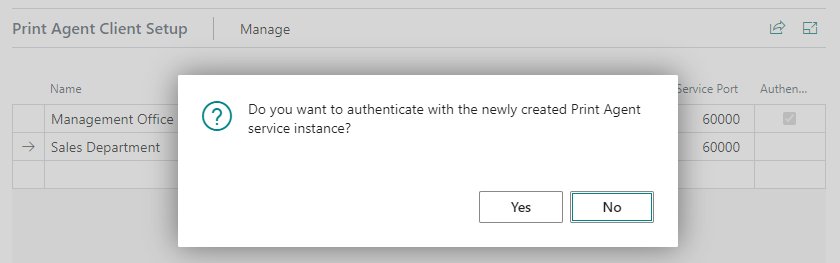 Print Agent Client Setup Manage
Name Service Port Authen...
Do you want to authenticate with the newly created Print Agent
service instance?
Management Office 60000
Sales Department 60000
Yes No